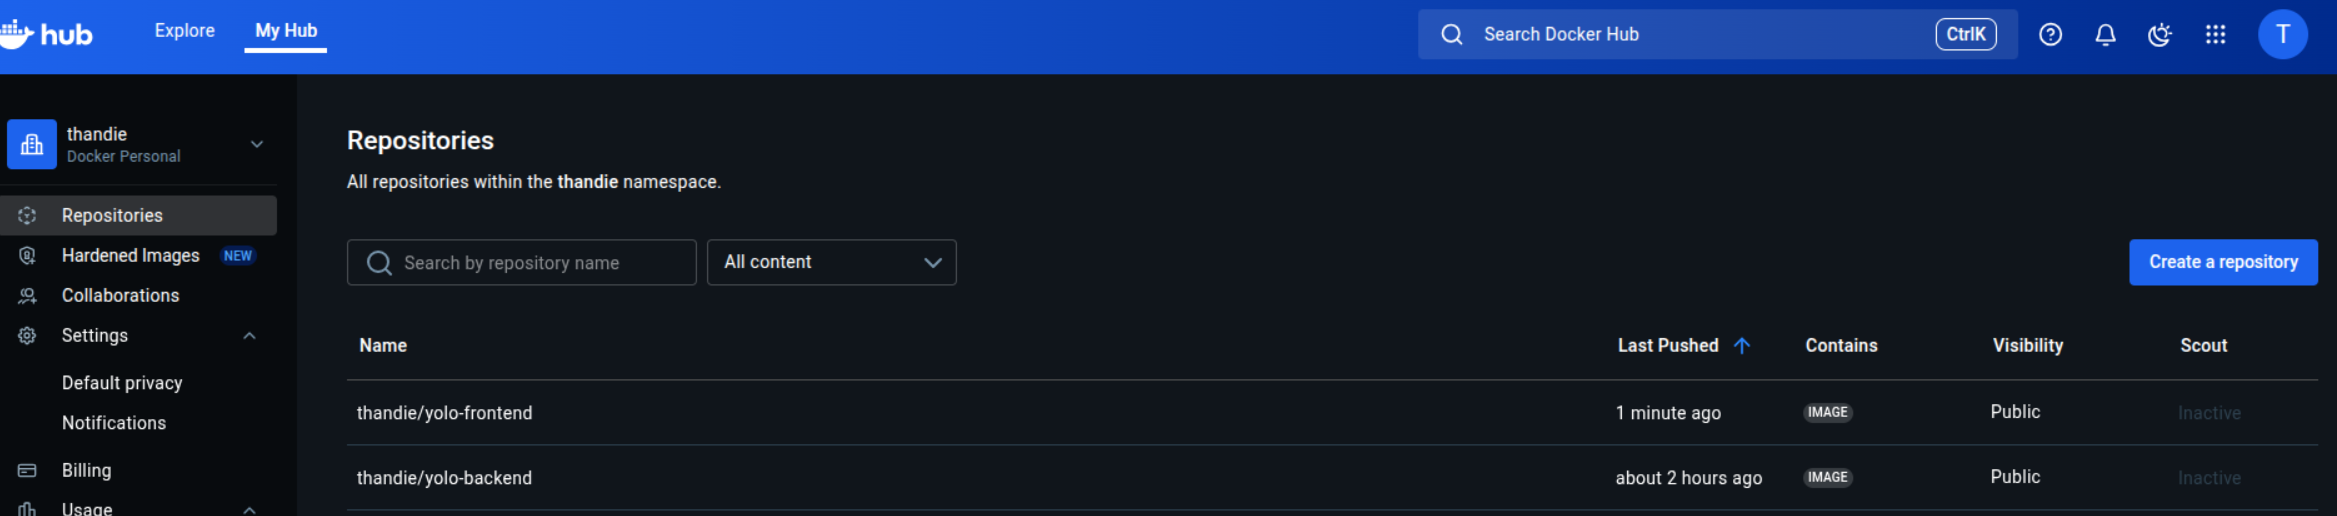 hub Explore My Hub Search Docker Hub CtrlK T
thandie
Docker Personal
Repositories
Hardened Images NEW
Collaborations
Settings
Default privacy
Notifications
Billing
Usage
Repositories
All repositories within the thandie namespace.
Search by repository name All content Create a repository
Name Last Pushed Contains Visibility Scout
thandie/yolo-frontend 1 minute ago IMAGE Public Inactive
thandie/yolo-backend about 2 hours ago IMAGE Public Inactive